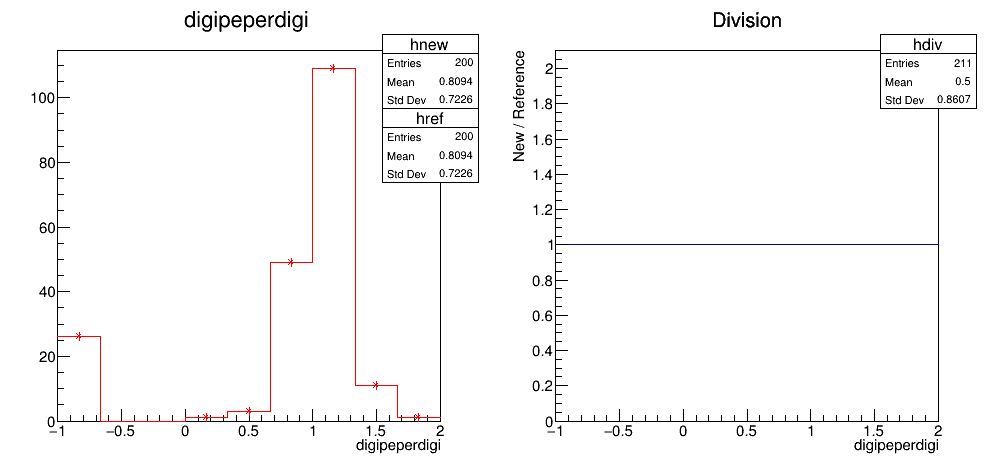 digipeperdigi
hnew
Entries 200
Mean 0.8094
Std Dev 0.7226
href
Entries 200
Mean 0.8094
Std Dev 0.7226
100
80
60
40
20
0
−1 −0.5 0 0.5 1 1.5 2
digipeperdigi
Division
hdiv
Entries 211
Mean 0.5
Std Dev 0.8607
New / Reference
2
1.8
1.6
1.4
1.2
1
0.8
0.6
0.4
0.2
0
−1 −0.5 0 0.5 1 1.5 2
digipeperdigi